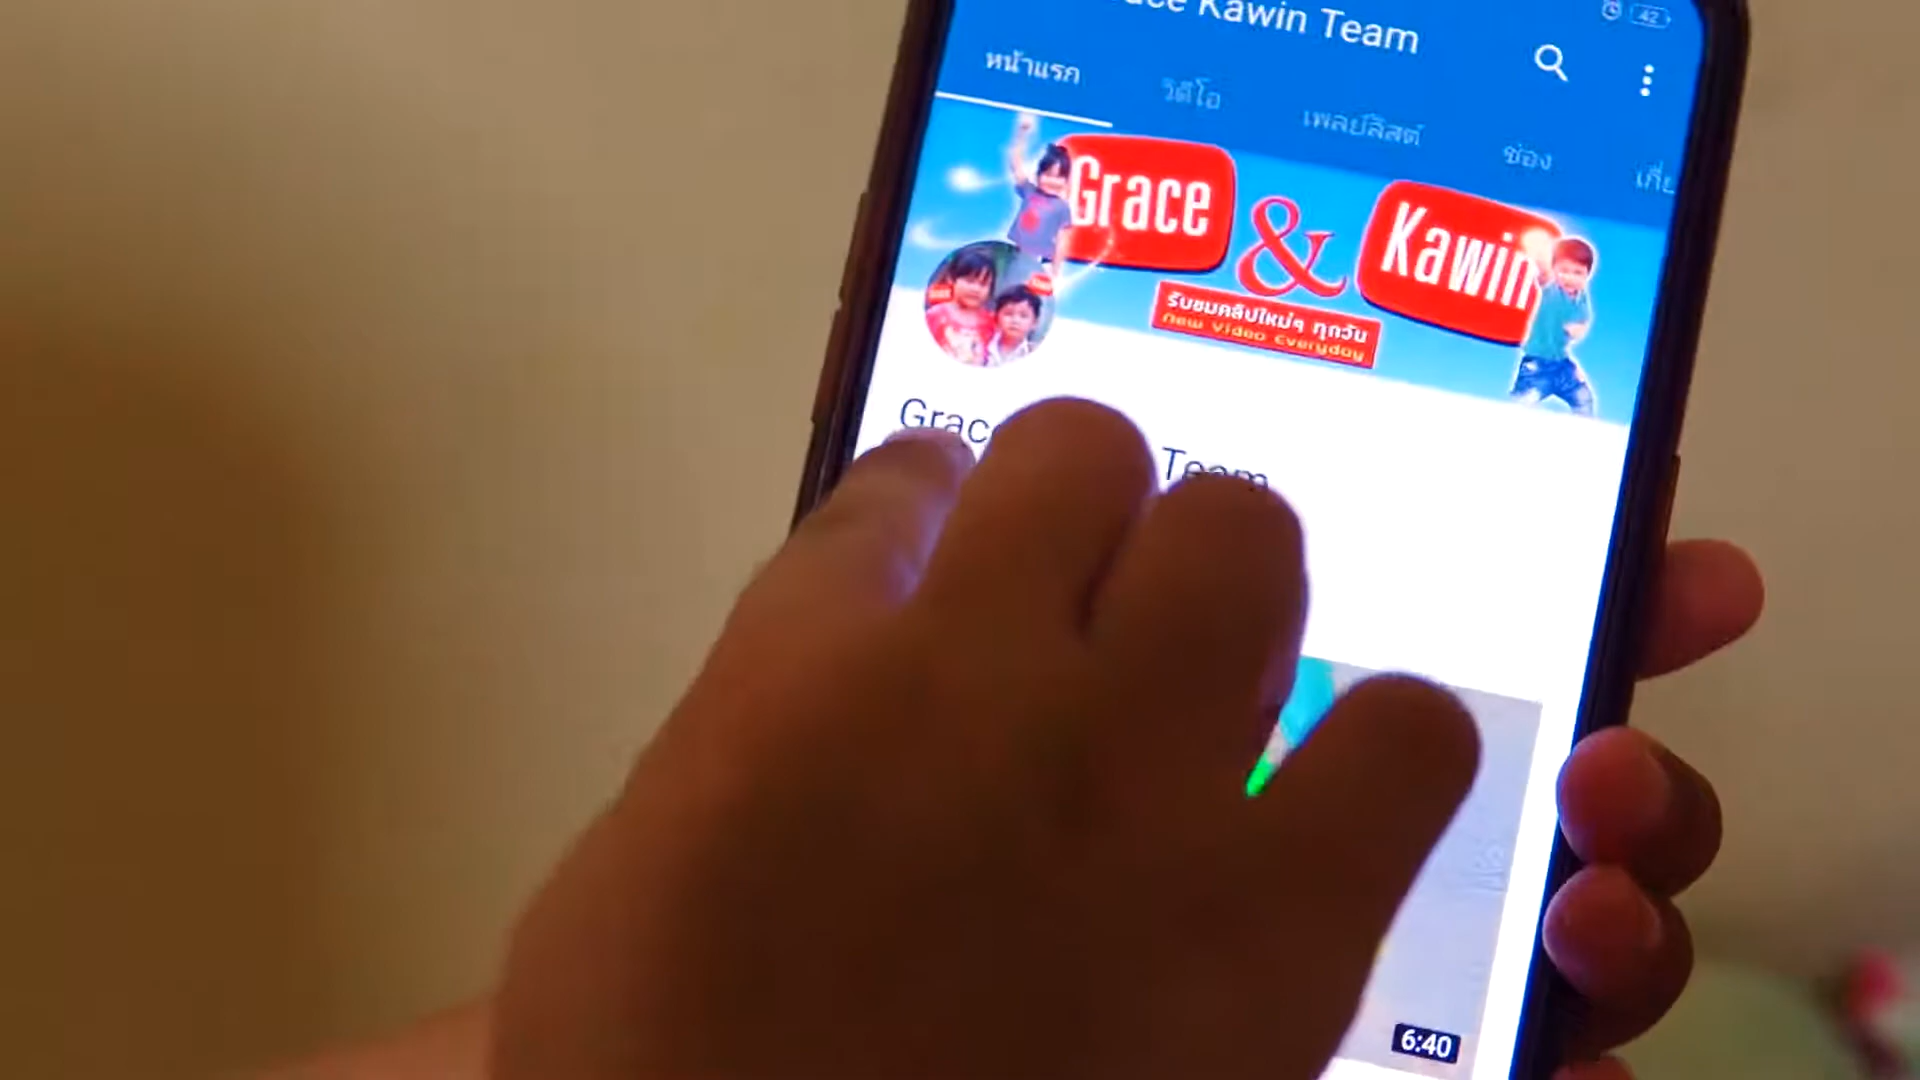 Kawin Team
42
หน้าแรก
วิดีโอ
เพลย์ลิสต์
ช่อง
Grace & Kawin
รับชมคลิปใหม่ๆ ทุกวัน
New Video Everyday
Team
6:40